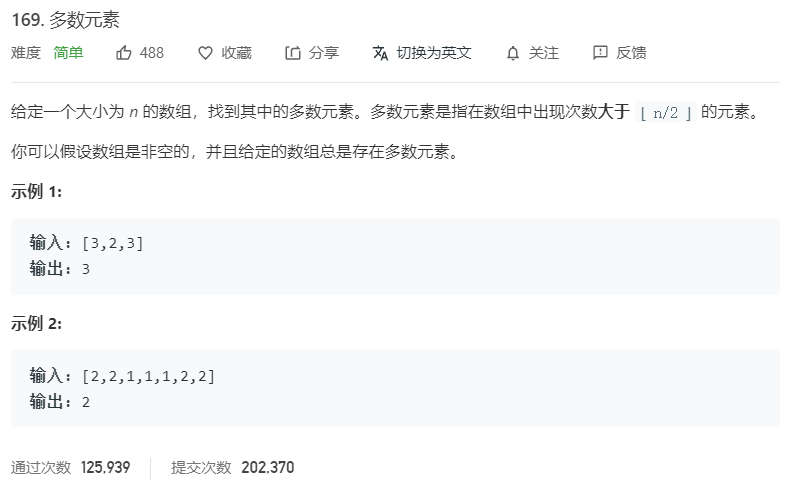 169. 多数元素
难度 简单 488 收藏 分享 切换为英文 关注 反馈
给定一个大小为 n 的数组，找到其中的多数元素。多数元素是指在数组中出现次数大于 ⌊ n/2 ⌋ 的元素。
你可以假设数组是非空的，并且给定的数组总是存在多数元素。
示例 1:
输入: [3,2,3]
输出: 3
示例 2:
输入: [2,2,1,1,1,2,2]
输出: 2
通过次数 125,939 提交次数 202,370